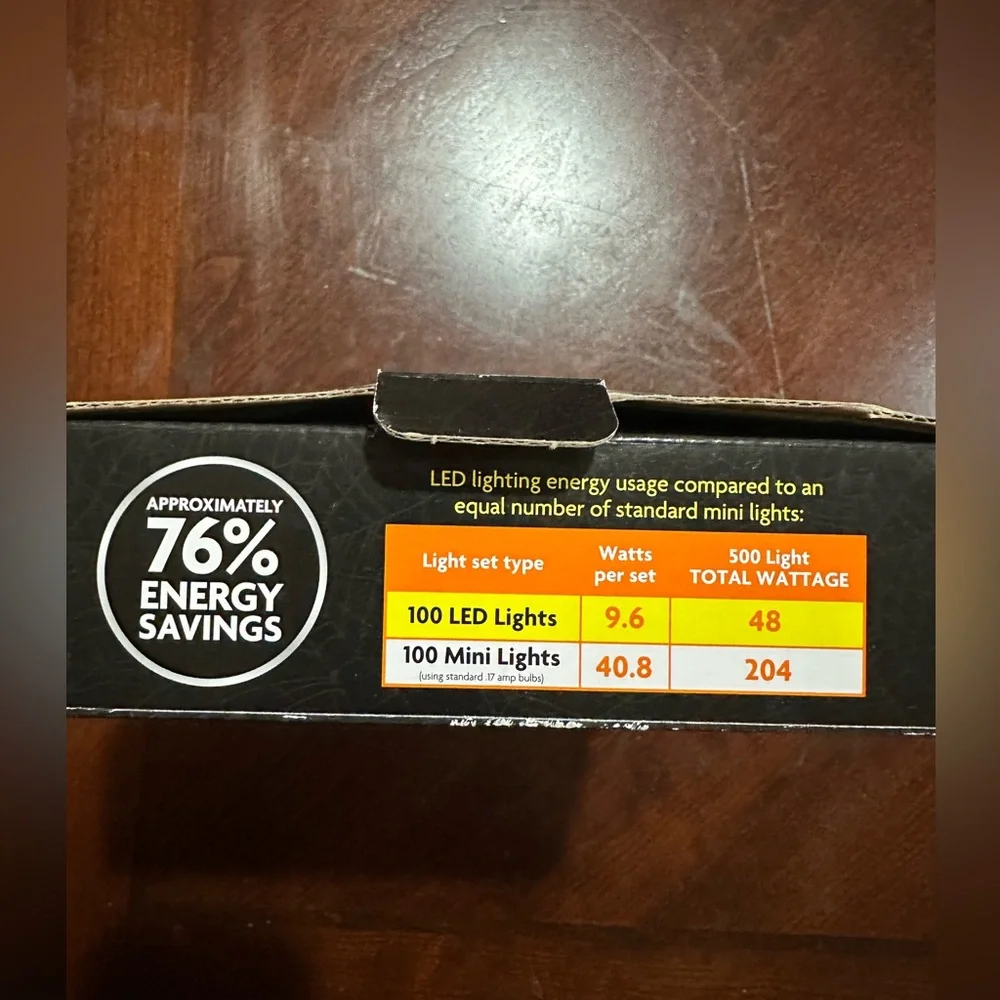 APPROXIMATELY
76%
ENERGY
SAVINGS
LED lighting energy usage compared to an
equal number of standard mini lights:
Light set type
Watts
per set
500 Light
TOTAL WATTAGE
100 LED Lights
9.6
48
100 Mini Lights
(using standard .17 amp bulbs)
40.8
204